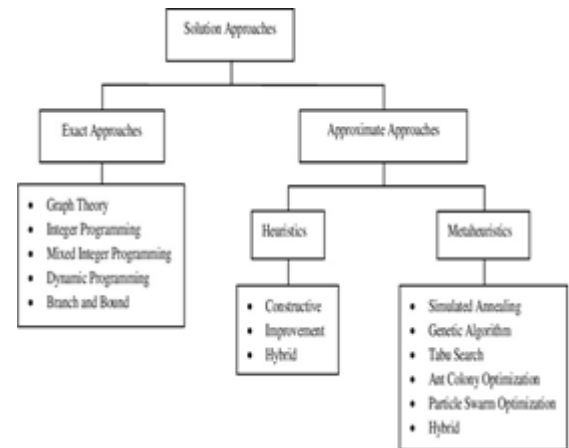 Solution Approaches
Exact Approaches
Approximate Approaches
• Graph Theory
• Integer Programming
• Mixed Integer Programming
• Dynamic Programming
• Branch and Bound
Heuristics
Metaheuristics
• Constructive
• Improvement
• Hybrid
• Simulated Annealing
• Genetic Algorithm
• Tabu Search
• Ant Colony Optimization
• Particle Swarm Optimization
• Hybrid